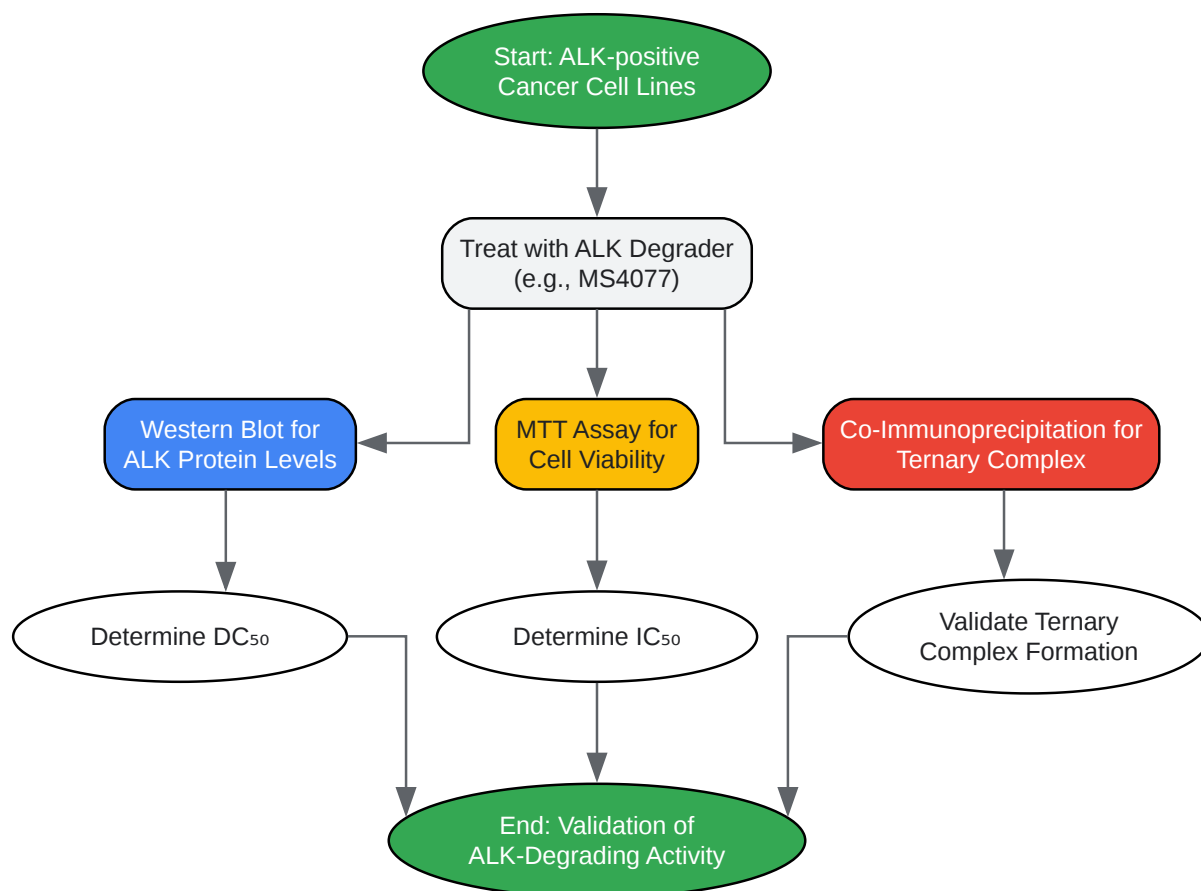 Start: ALK-positive
Cancer Cell Lines
Treat with ALK Degrader
(e.g., MS4077)
Western Blot for
ALK Protein Levels
MTT Assay for
Cell Viability
Co-Immunoprecipitation for
Ternary Complex
Determine DC₅₀
Determine IC₅₀
Validate Ternary
Complex Formation
End: Validation of
ALK-Degrading Activity